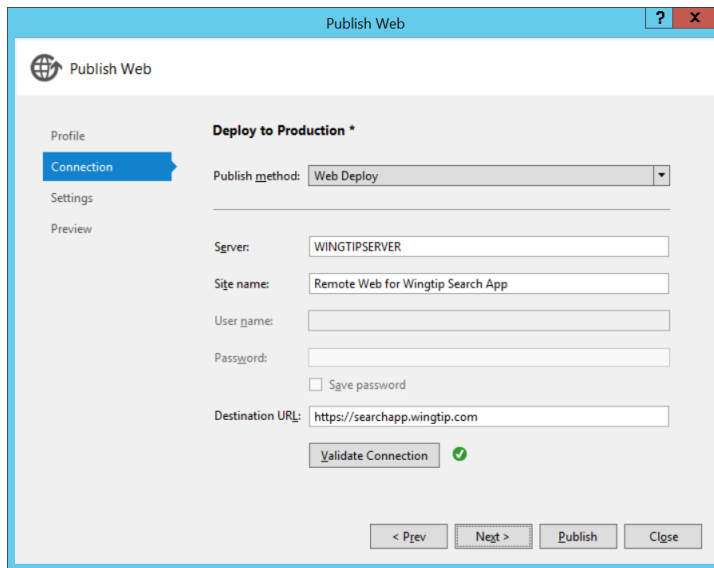 Publish Web
? x
Publish Web
Profile
Connection
Settings
Preview
Deploy to Production *
Publish method: Web Deploy
Server: WINGTIPSERVER
Site name: Remote Web for Wingtip Search App
User name:
Password:
Save password
Destination URL: https://searchapp.wingtip.com
Validate Connection
< Prev Next > Publish Close